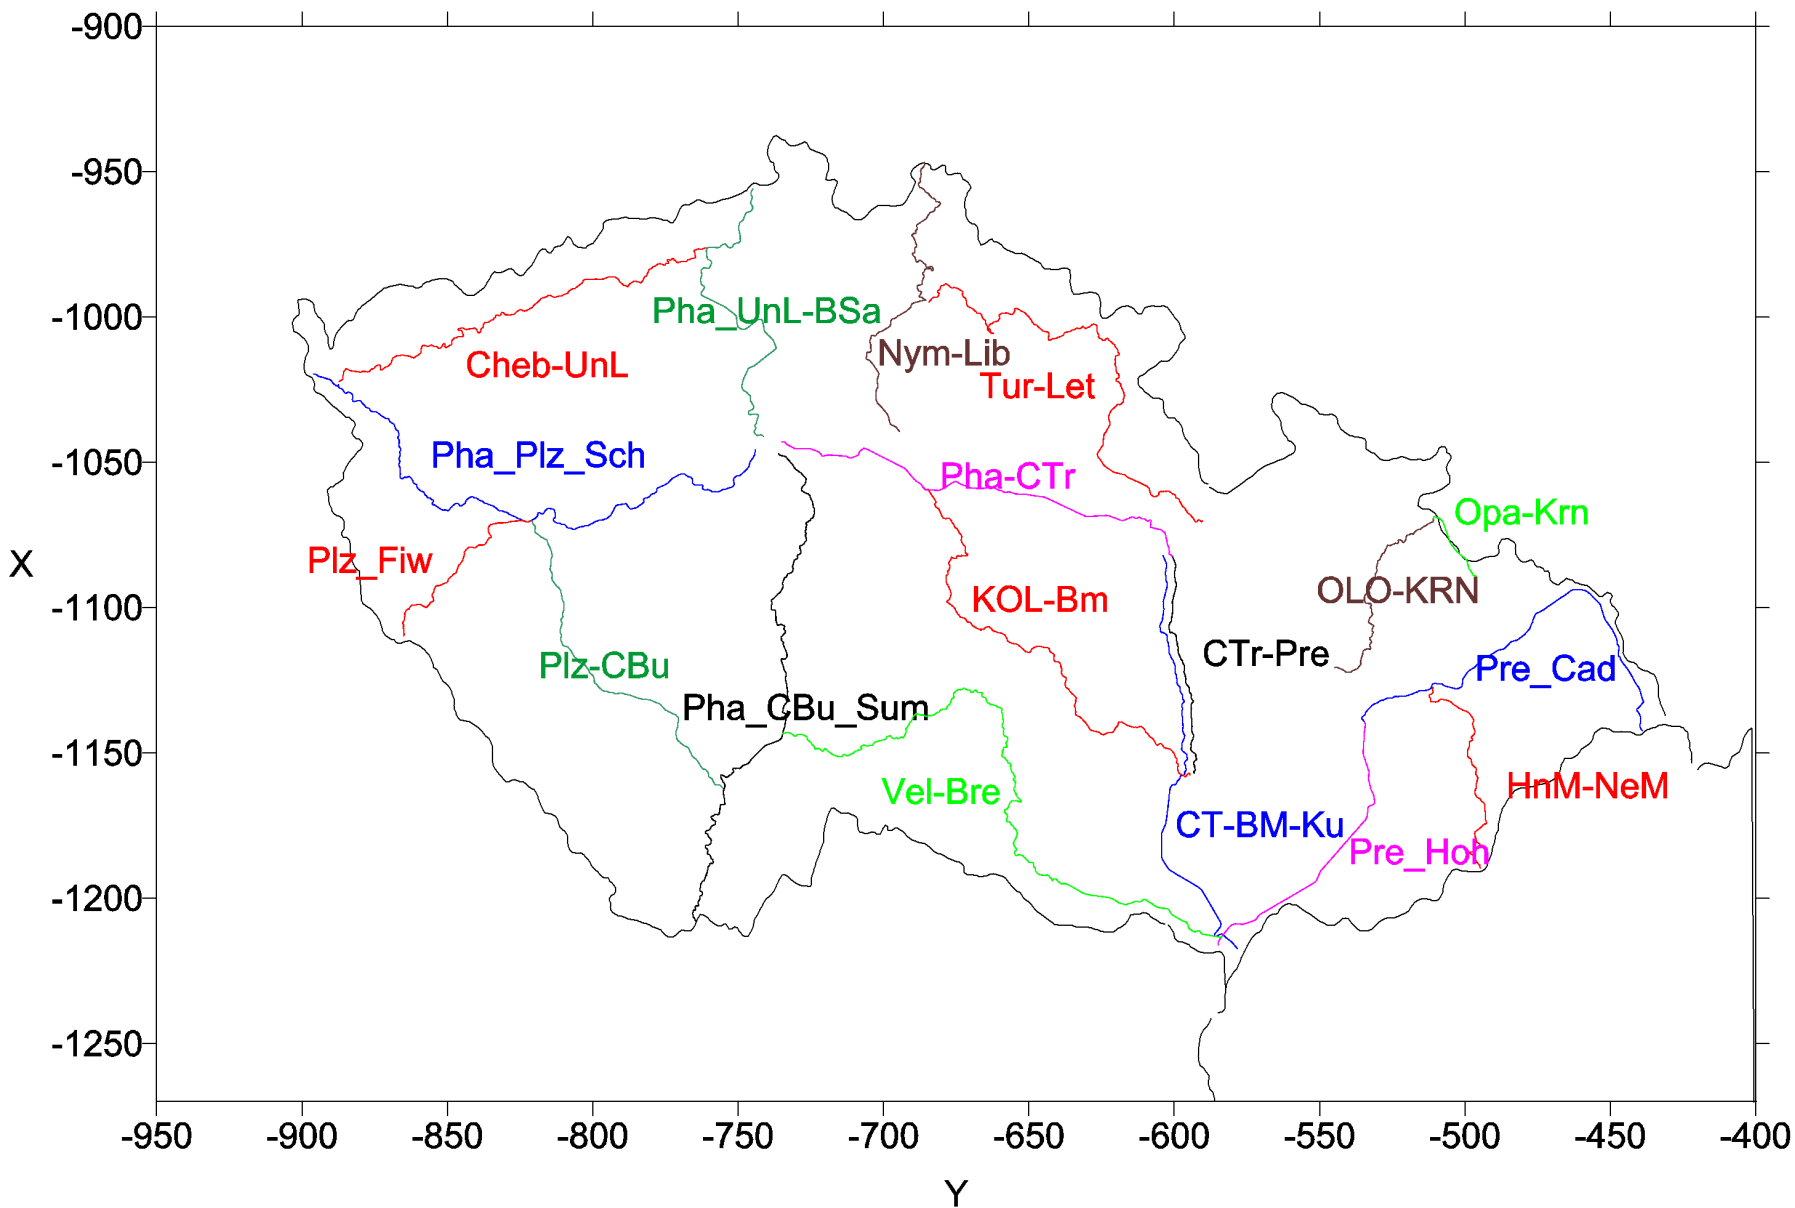 -900
-950
-1000
-1050
-1100
-1150
-1200
-1250
X
Pha_UnL-BSa
Nym-Lib
Cheb-UnL
Tur-Let
Pha_Plz_Sch
Pha-CTr
Opa-Krn
Plz_Fiw
KOL-Bm
OLO-KRN
CTr-Pre
Plz-CBu
Pre_Cad
Pha_CBu_Sum
Vel-Bre
HnM-NeM
CT-BM-Ku
Pre_Hoh
-950 -900 -850 -800 -750 -700 -650 -600 -550 -500 -450 -400
Y